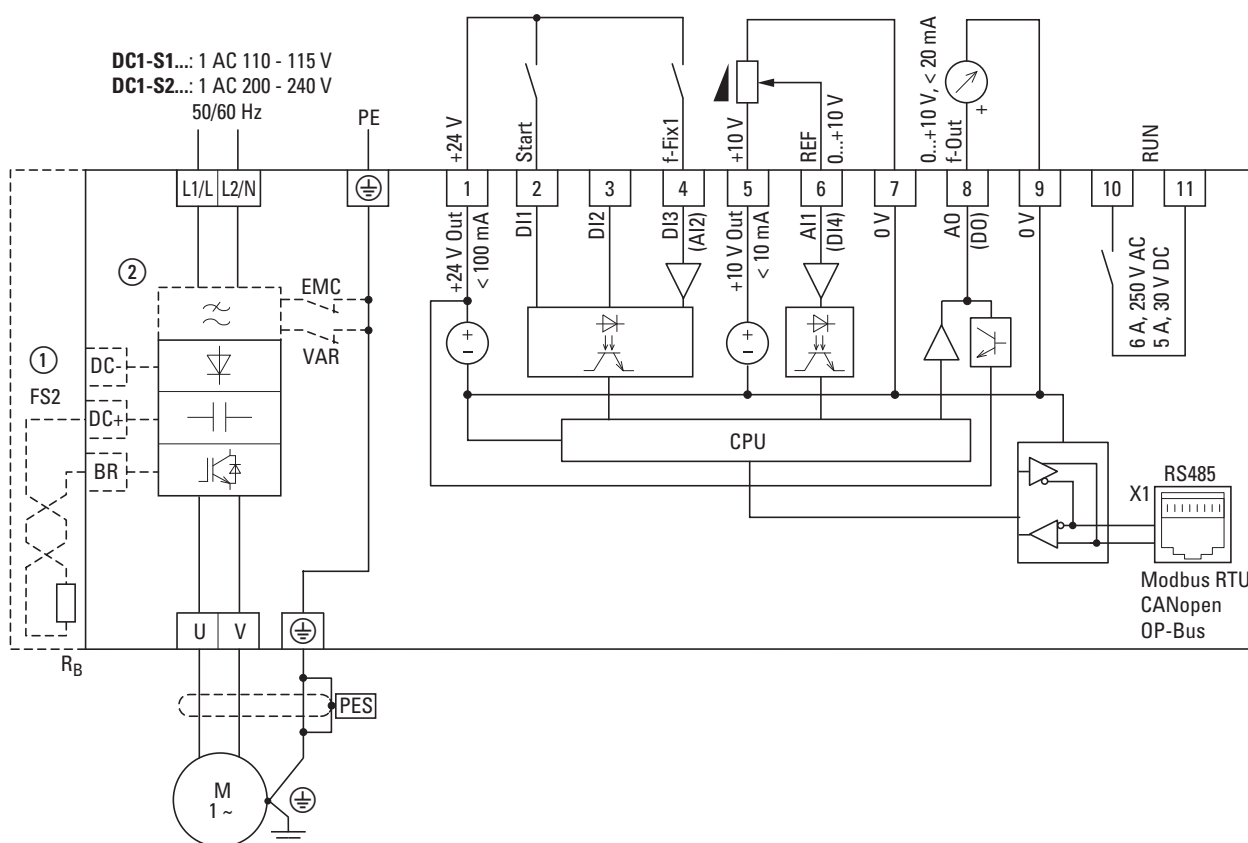 DC1-S1...: 1 AC 110 - 115 V
DC1-S2...: 1 AC 200 - 240 V
50/60 Hz
PE
+24 V
Start
f-Fix1
+10 V
REF
0...+10 V
0...+10 V, < 20 mA
f-Out
+
RUN
L1/L L2/N
1 2 3 4 5 6 7 8 9 10 11
+24 V Out
< 100 mA
DI1
DI2
DI3
(AI2)
+10 V Out
< 10 mA
AI1
(DI4)
0 V
AO
(DO)
0 V
6 A, 250 V AC
5 A, 30 V DC
2
EMC
VAR
1
FS2
DC-
DC+
BR
+
-
+
-
CPU
X1
RS485
Modbus RTU
CANopen
OP-Bus
U V
RB
PES
M
1 ~